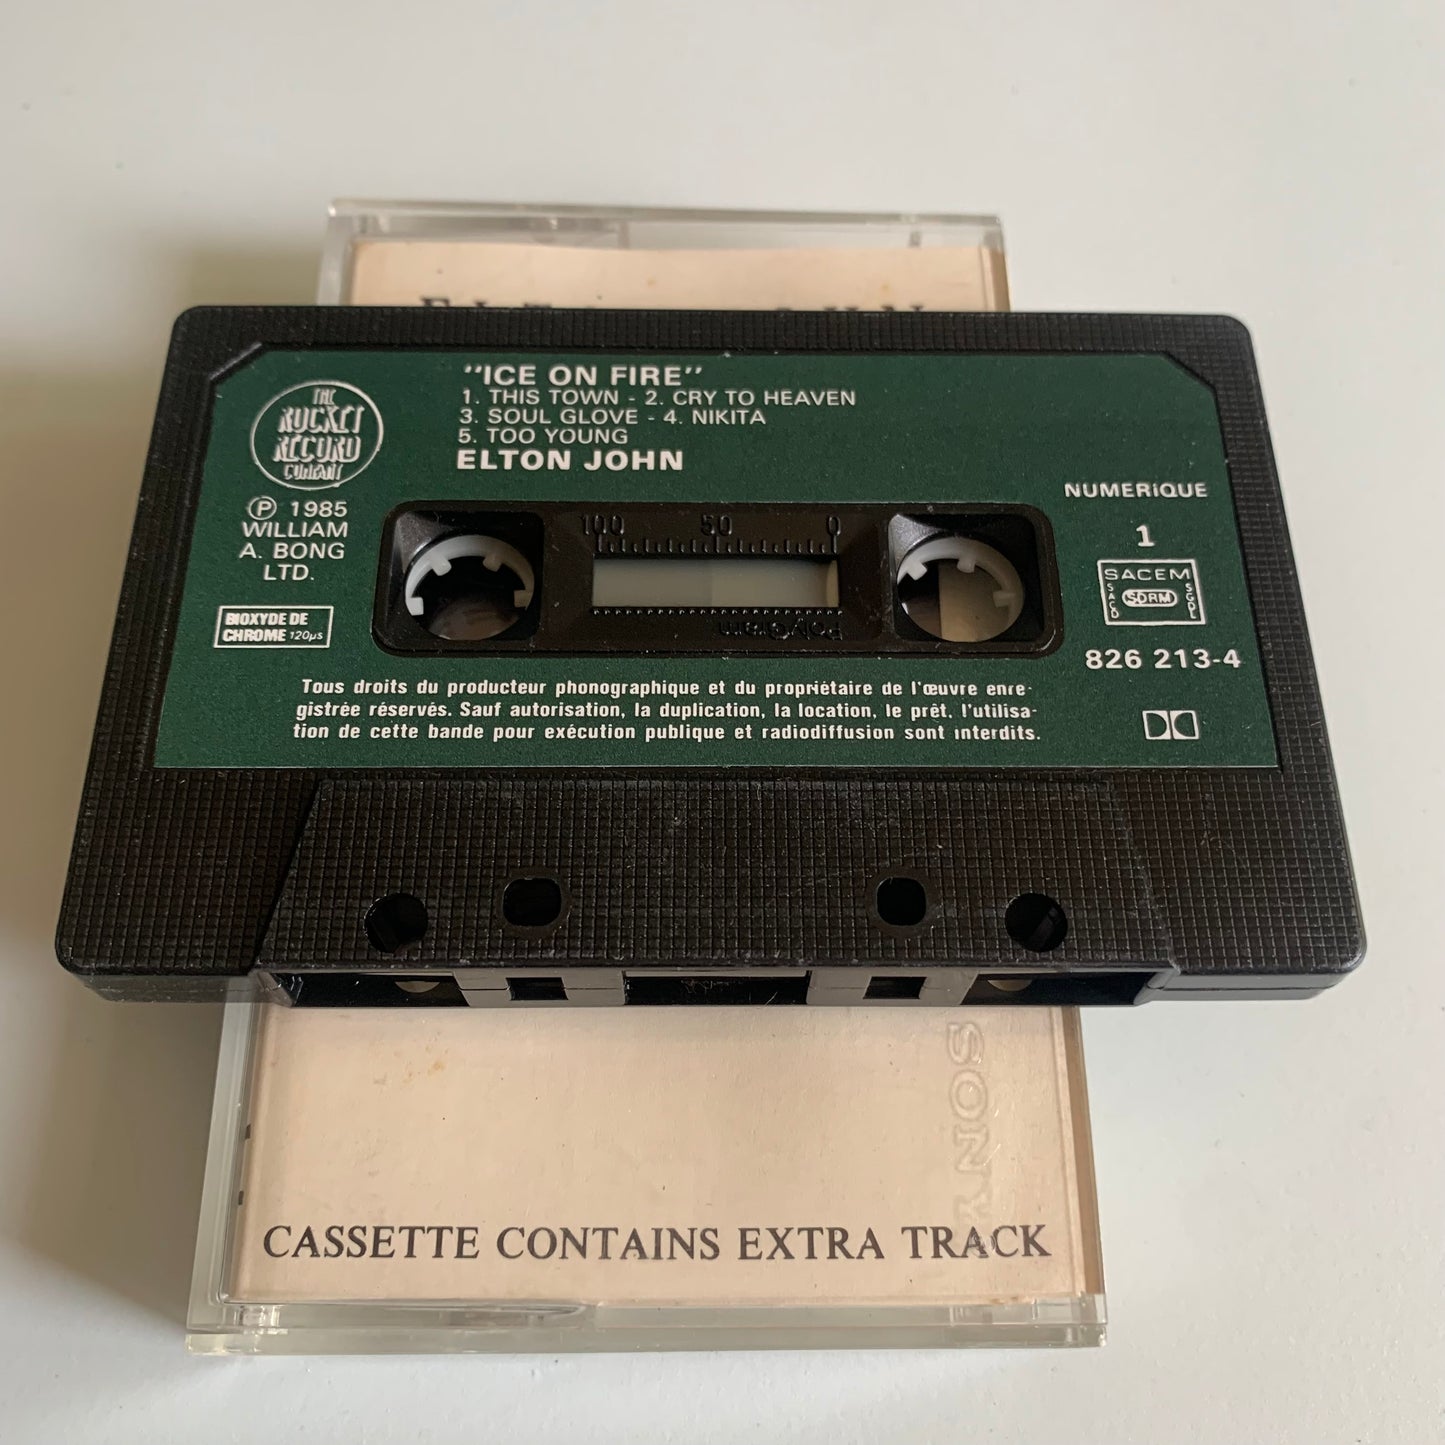 "ICE ON FIRE"
1. THIS TOWN - 2. CRY TO HEAVEN
3. SOUL GLOVE - 4. NIKITA
5. TOO YOUNG
ELTON JOHN
THE
ROCKET
RECORD
COMPANY
Ⓟ 1985
WILLIAM
A. BONG
LTD.
BIOXYDE DE
CHROME 120µs
100 50 0
PolyGram
NUMERiQUE
1
SACEM
SACD SDRM SGDL
826 213-4
Tous droits du producteur phonographique et du propriétaire de l'œuvre enre-
gistrée réservés. Sauf autorisation, la duplication, la location, le prêt, l'utilisa-
tion de cette bande pour exécution publique et radiodiffusion sont interdits.
SONY
CASSETTE CONTAINS EXTRA TRACK